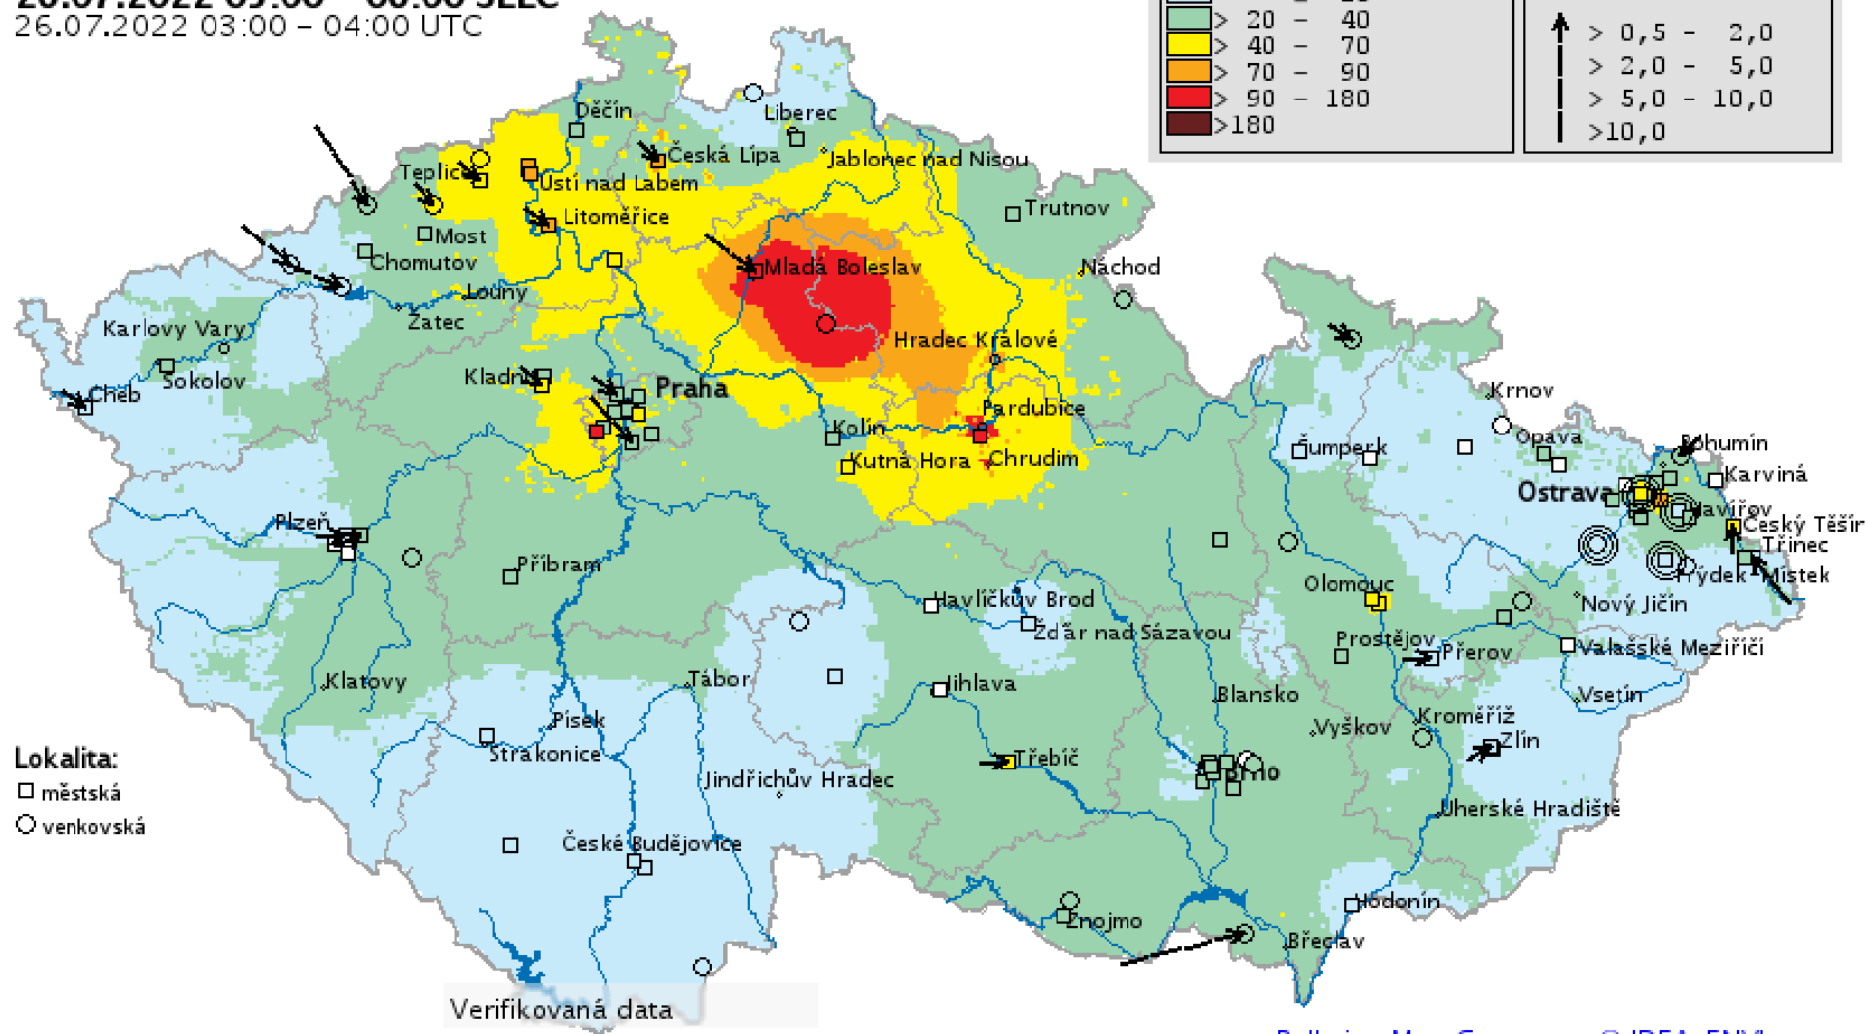 26.07.2022 03:00 – 04:00 UTC
> 20 – 40
> 40 – 70
> 70 – 90
> 90 – 180
>180
> 0,5 – 2,0
> 2,0 – 5,0
> 5,0 – 10,0
>10,0
Děčín
Liberec
Česká Lípa
Jablonec nad Nisou
Teplice
Ústí nad Labem
Litoměřice
Trutnov
Most
Chomutov
Mladá Boleslav
Náchod
Louny
Žatec
Karlovy Vary
Hradec Králové
Sokolov
Kladno
Praha
Cheb
Krnov
Pardubice
Kolín
Opava
Bohumín
Šumperk
Kutná Hora
Chrudim
Karviná
Ostrava
Havířov
Plzeň
Český Těšín
Třinec
Příbram
Frýdek-Místek
Olomouc
Havlíčkův Brod
Nový Jičín
Žďár nad Sázavou
Prostějov
Přerov
Valašské Meziříčí
Klatovy
Tábor
Jihlava
Blansko
Vsetín
Písek
Vyškov
Kroměříž
Zlín
Strakonice
Lokalita:
městská
venkovská
Třebíč
Brno
Jindřichův Hradec
Uherské Hradiště
České Budějovice
Hodonín
Znojmo
Břeclav
Verifikovaná data